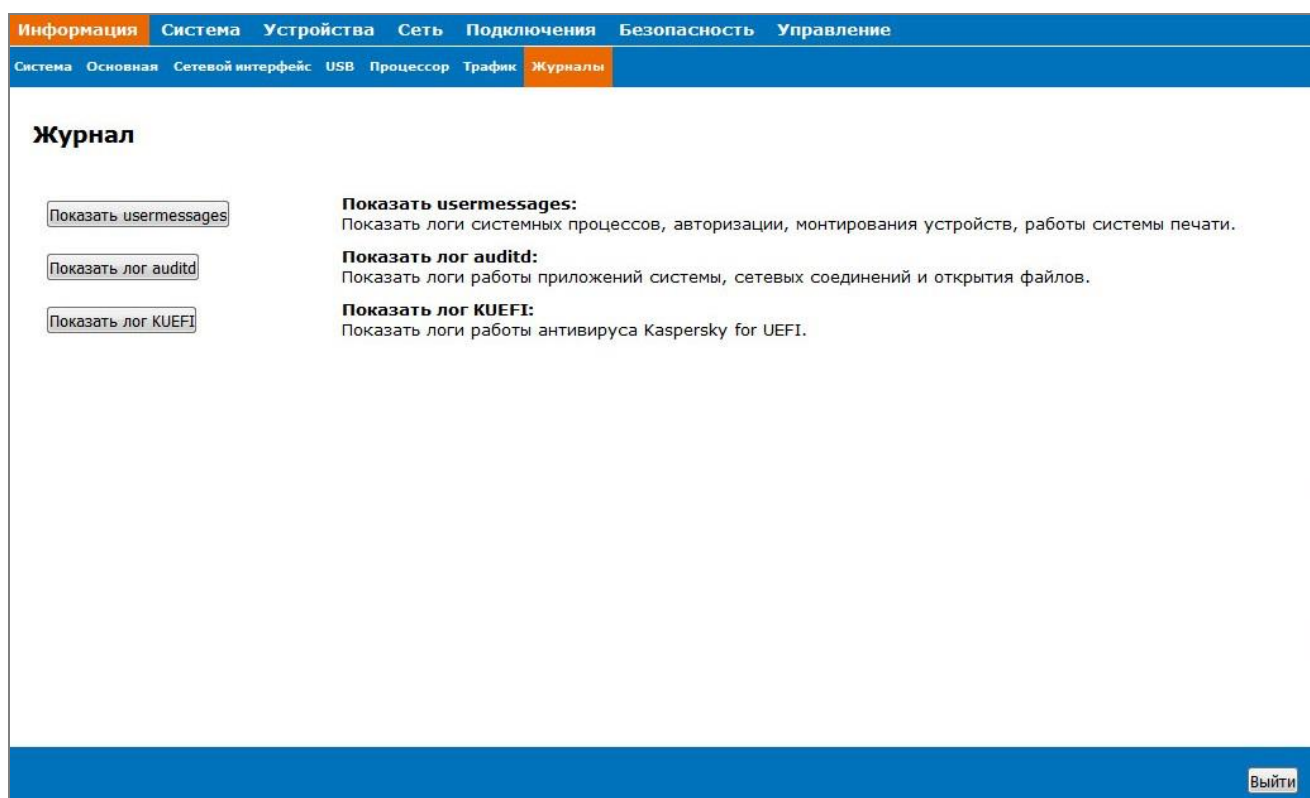 Информация Система Устройства Сеть Подключения Безопасность Управление
Система Основная Сетевой интерфейс USB Процессор Трафик Журналы
Журнал
Показать usermessages
Показать usermessages:
Показать логи системных процессов, авторизации, монтирования устройств, работы системы печати.
Показать лог auditd
Показать лог auditd:
Показать логи работы приложений системы, сетевых соединений и открытия файлов.
Показать лог KUEFI
Показать лог KUEFI:
Показать логи работы антивируса Kaspersky for UEFI.
Выйти